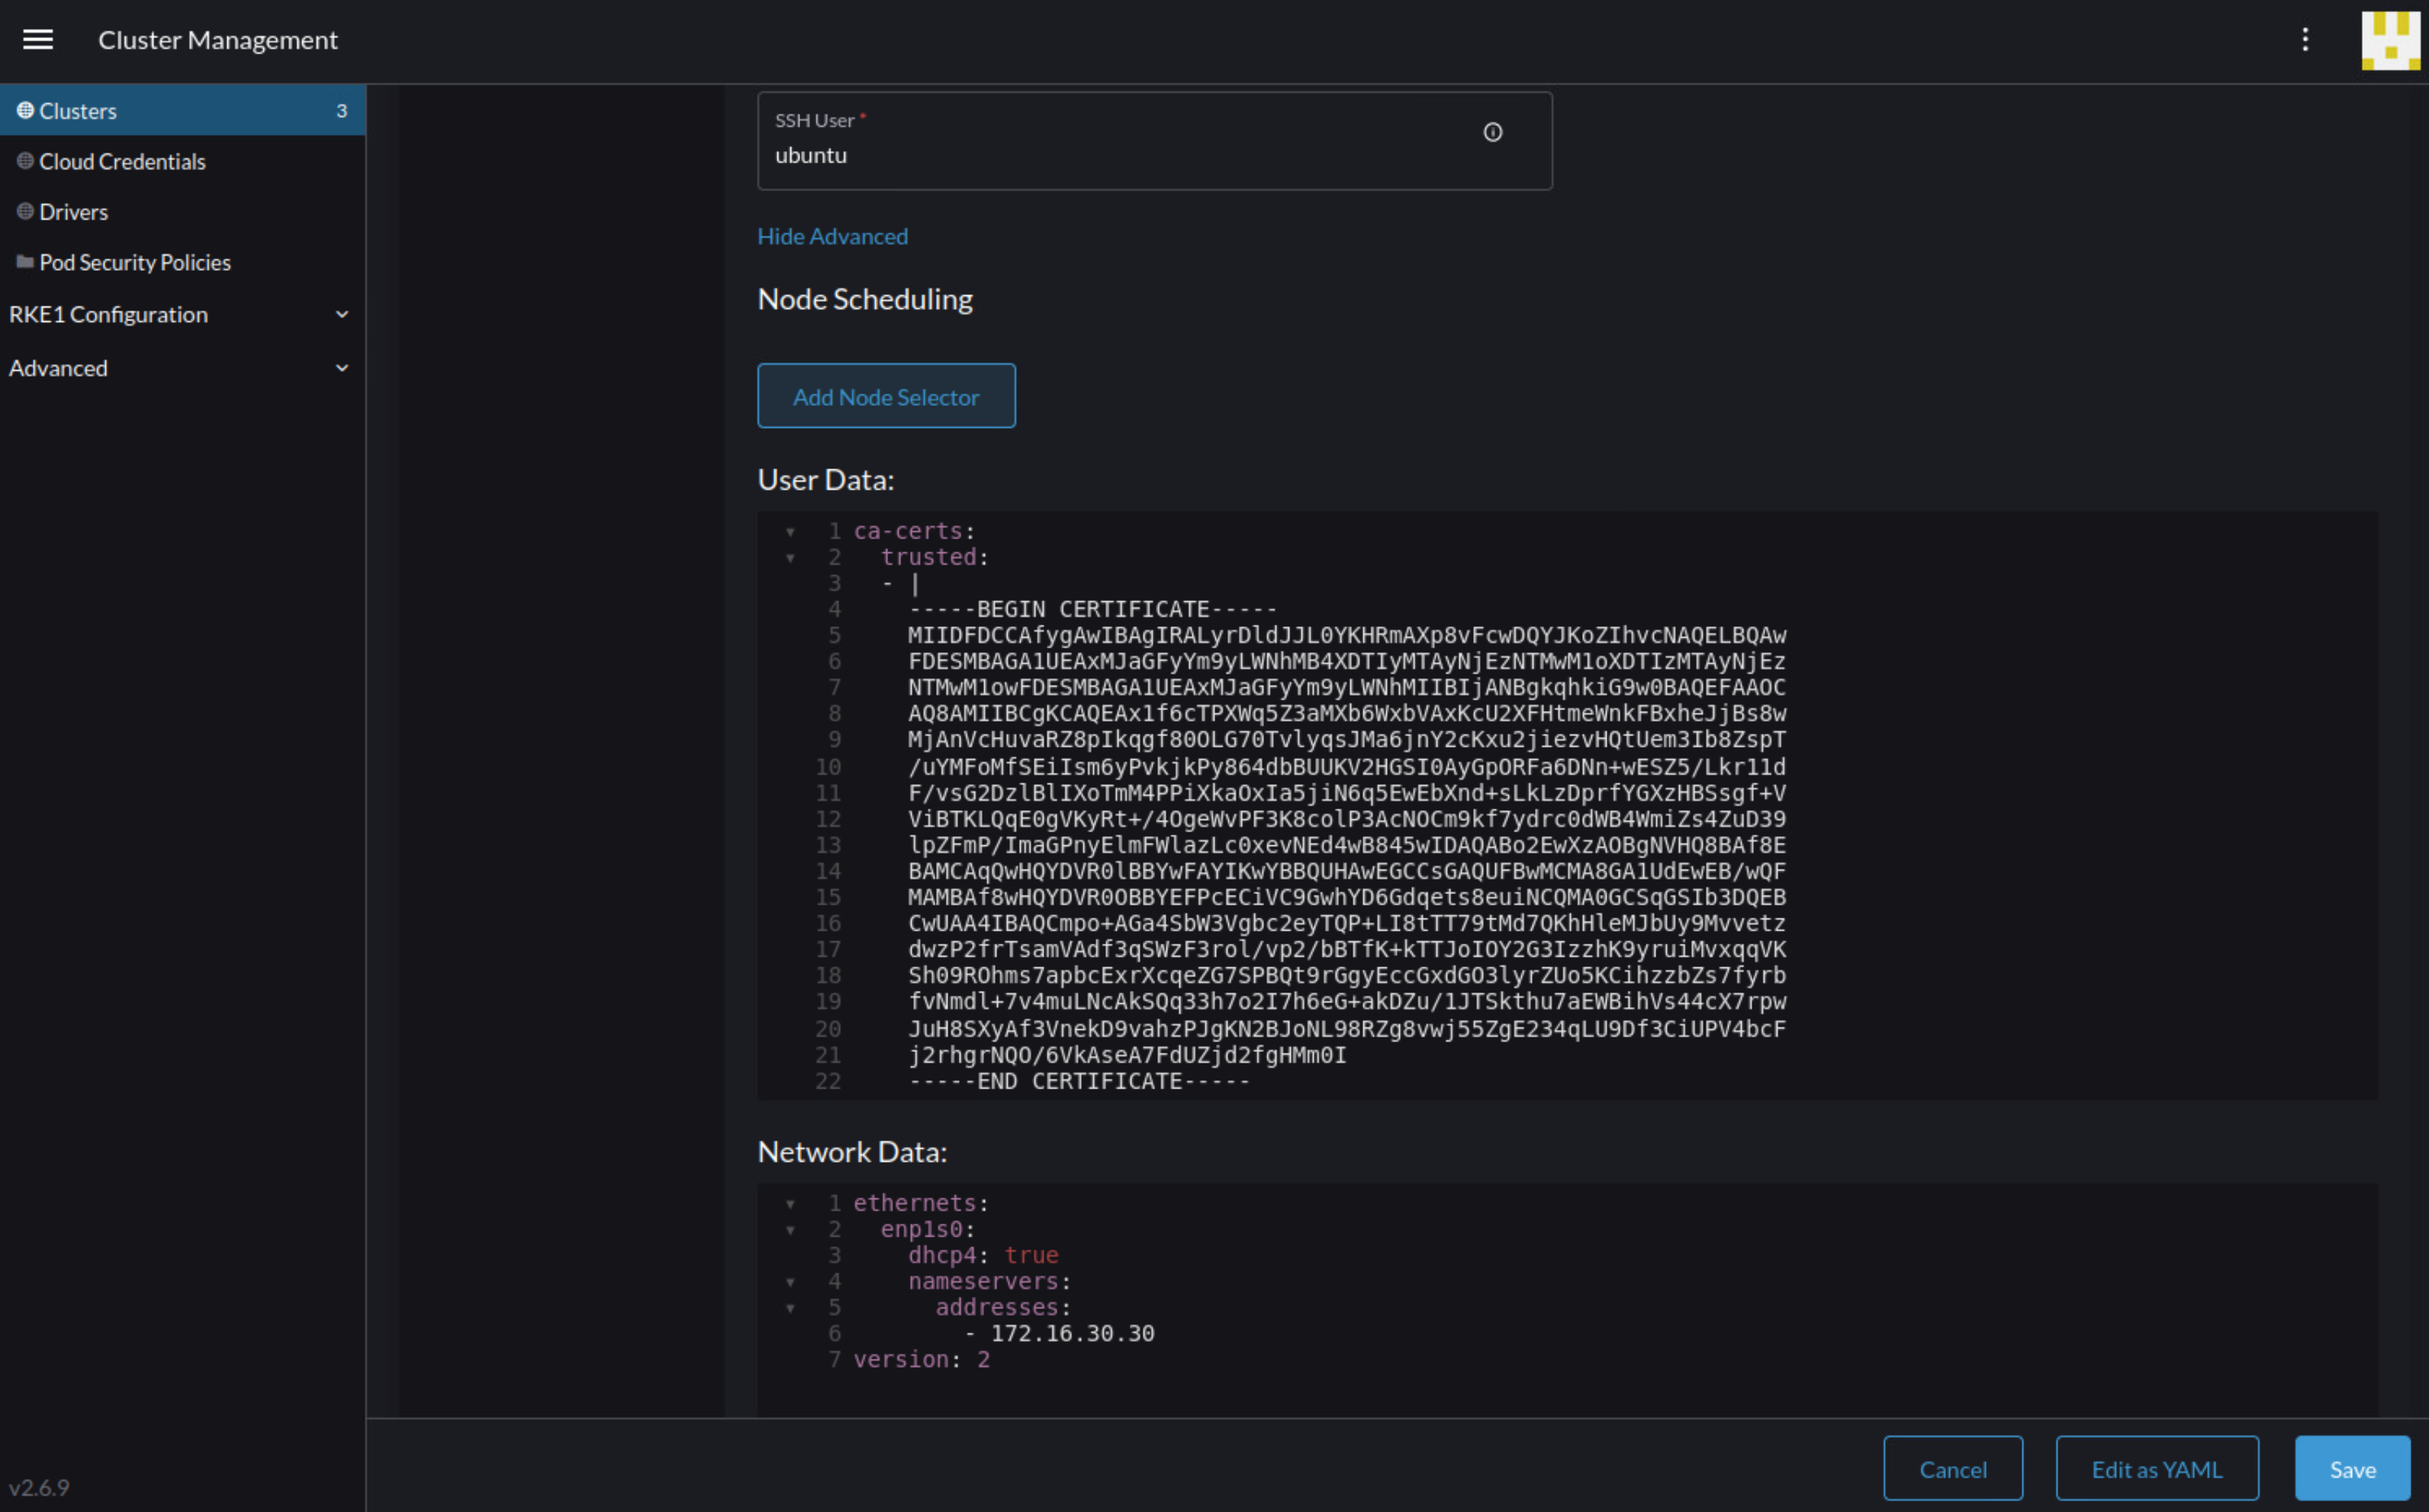 Cluster Management
Clusters 3
Cloud Credentials
Drivers
Pod Security Policies
RKE1 Configuration
Advanced
v2.6.9
SSH User *
ubuntu
Hide Advanced
Node Scheduling
Add Node Selector
User Data:
1 ca-certs:
2   trusted:
3   - |
4     -----BEGIN CERTIFICATE-----
5     MIIDFDCCAfygAwIBAgIRALyrDldJJL0YKHRmAXp8vFcwDQYJKoZIhvcNAQELBQAw
6     FDESMBAGA1UEAxMJaGFyYm9yLWNhMB4XDTIyMTAyNjEzNTMwM1oXDTIzMTAyNjEz
7     NTMwM1owFDESMBAGA1UEAxMJaGFyYm9yLWNhMIIBIjANBgkqhkiG9w0BAQEFAAOC
8     AQ8AMIIBCgKCAQEAx1f6cTPXWq5Z3aMXb6WxbVAxKcU2XFHtmeWnkFBxheJjBs8w
9     MjAnVcHuvaRZ8pIkqgf80OLG70TvlyqsJMa6jnY2cKxu2jiezvHQtUem3Ib8ZspT
10     /uYMFoMfSEiIsm6yPvkjkPy864dbBUUKV2HGSI0AyGpORFa6DNn+wESZ5/Lkr11d
11     F/vsG2DzlBlIXoTmM4PPiXkaOxIa5jiN6q5EwEbXnd+sLkLzDprfYGXzHBSsgf+V
12     ViBTKLQqE0gVKyRt+/4OgeWvPF3K8colP3AcNOCm9kf7ydrc0dWB4WmiZs4ZuD39
13     lpZFmP/ImaGPnyElmFWlazLc0xevNEd4wB845wIDAQABo2EwXzAOBgNVHQ8BAf8E
14     BAMCAqQwHQYDVR0lBBYwFAYIKwYBBQUHAwEGCCsGAQUFBwMCMA8GA1UdEwEB/wQF
15     MAMBAf8wHQYDVR0OBBYEFPcECiVC9GwhYD6Gdqets8euiNCQMA0GCSqGSIb3DQEB
16     CwUAA4IBAQCmpo+AGa4SbW3Vgbc2eyTQP+LI8tTT79tMd7QKhHleMJbUy9Mvvetz
17     dwzP2frTsamVAdf3qSWzF3rol/vp2/bBTfK+kTTJoIOY2G3IzzhK9yruiMvxqqVK
18     Sh09ROhms7apbcExrXcqeZG7SPBQt9rGgyEccGxdGO3lyrZUo5KCihzzbZs7fyrb
19     fvNmdl+7v4muLNcAkSQq33h7o2I7h6eG+akDZu/1JTSkthu7aEWBihVs44cX7rpw
20     JuH8SXyAf3VnekD9vahzPJgKN2BJoNL98RZg8vwj55ZgE234qLU9Df3CiUPV4bcF
21     j2rhgrNQO/6VkAseA7FdUZjd2fgHMm0I
22     -----END CERTIFICATE-----
Network Data:
1 ethernets:
2   enp1s0:
3     dhcp4: true
4     nameservers:
5       addresses:
6         - 172.16.30.30
7 version: 2
Cancel
Edit as YAML
Save